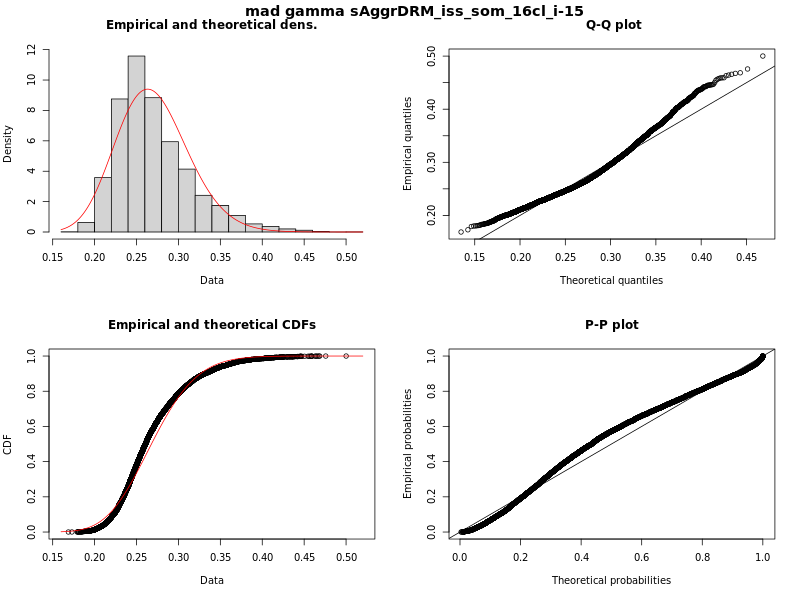 mad gamma sAggrDRM_iss_som_16cl_i-15
Empirical and theoretical dens.
Density
0 2 4 6 8 10 12
0.15 0.20 0.25 0.30 0.35 0.40 0.45 0.50
Data
Q-Q plot
Empirical quantiles
0.20 0.30 0.40 0.50
0.15 0.20 0.25 0.30 0.35 0.40 0.45
Theoretical quantiles
Empirical and theoretical CDFs
CDF
0.0 0.2 0.4 0.6 0.8 1.0
0.15 0.20 0.25 0.30 0.35 0.40 0.45 0.50
Data
P-P plot
Empirical probabilities
0.0 0.2 0.4 0.6 0.8 1.0
0.0 0.2 0.4 0.6 0.8 1.0
Theoretical probabilities